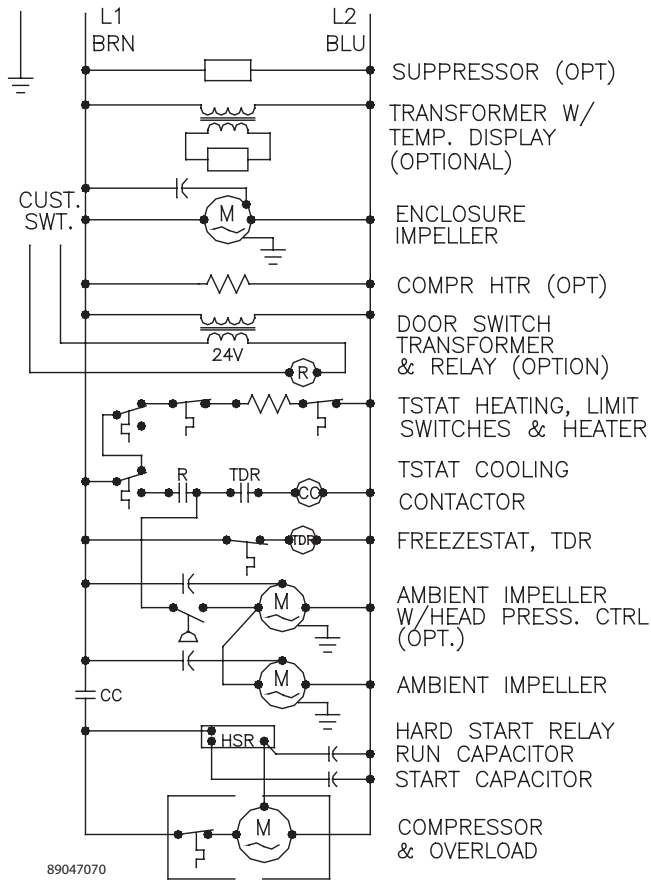 L1
L2
BRN
BLU
SUPPRESSOR (OPT)
TRANSFORMER W/
TEMP. DISPLAY
(OPTIONAL)
CUST.
SWT.
M
ENCLOSURE
IMPELLER
COMPR HTR (OPT)
DOOR SWITCH
TRANSFORMER
& RELAY (OPTION)
24V
R
TSTAT HEATING, LIMIT
SWITCHES & HEATER
R
TDR
CC
TSTAT COOLING
CONTACTOR
TDR
FREEZESTAT, TDR
M
AMBIENT IMPELLER
W/HEAD PRESS. CTRL
(OPT.)
M
AMBIENT IMPELLER
CC
HSR
HARD START RELAY
RUN CAPACITOR
START CAPACITOR
M
COMPRESSOR
& OVERLOAD
89047070